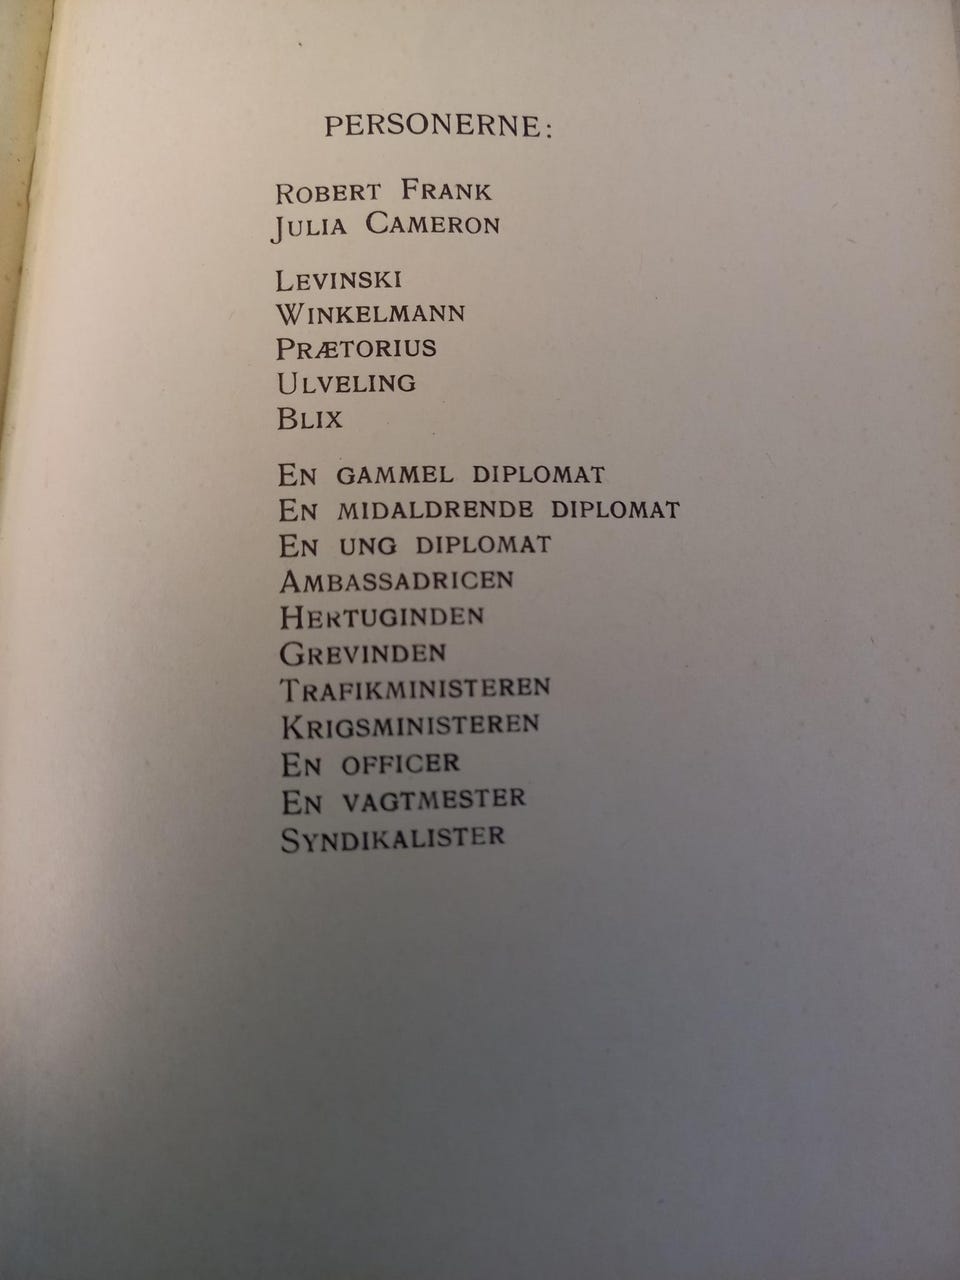 PERSONERNE:
ROBERT FRANK
JULIA CAMERON
LEVINSKI
WINKELMANN
PRÆTORIUS
ULVELING
BLIX
EN GAMMEL DIPLOMAT
EN MIDALDRENDE DIPLOMAT
EN UNG DIPLOMAT
AMBASSADRICEN
HERTUGINDEN
GREVINDEN
TRAFIKMINISTEREN
KRIGSMINISTEREN
EN OFFICER
EN VAGTMESTER
SYNDIKALISTER